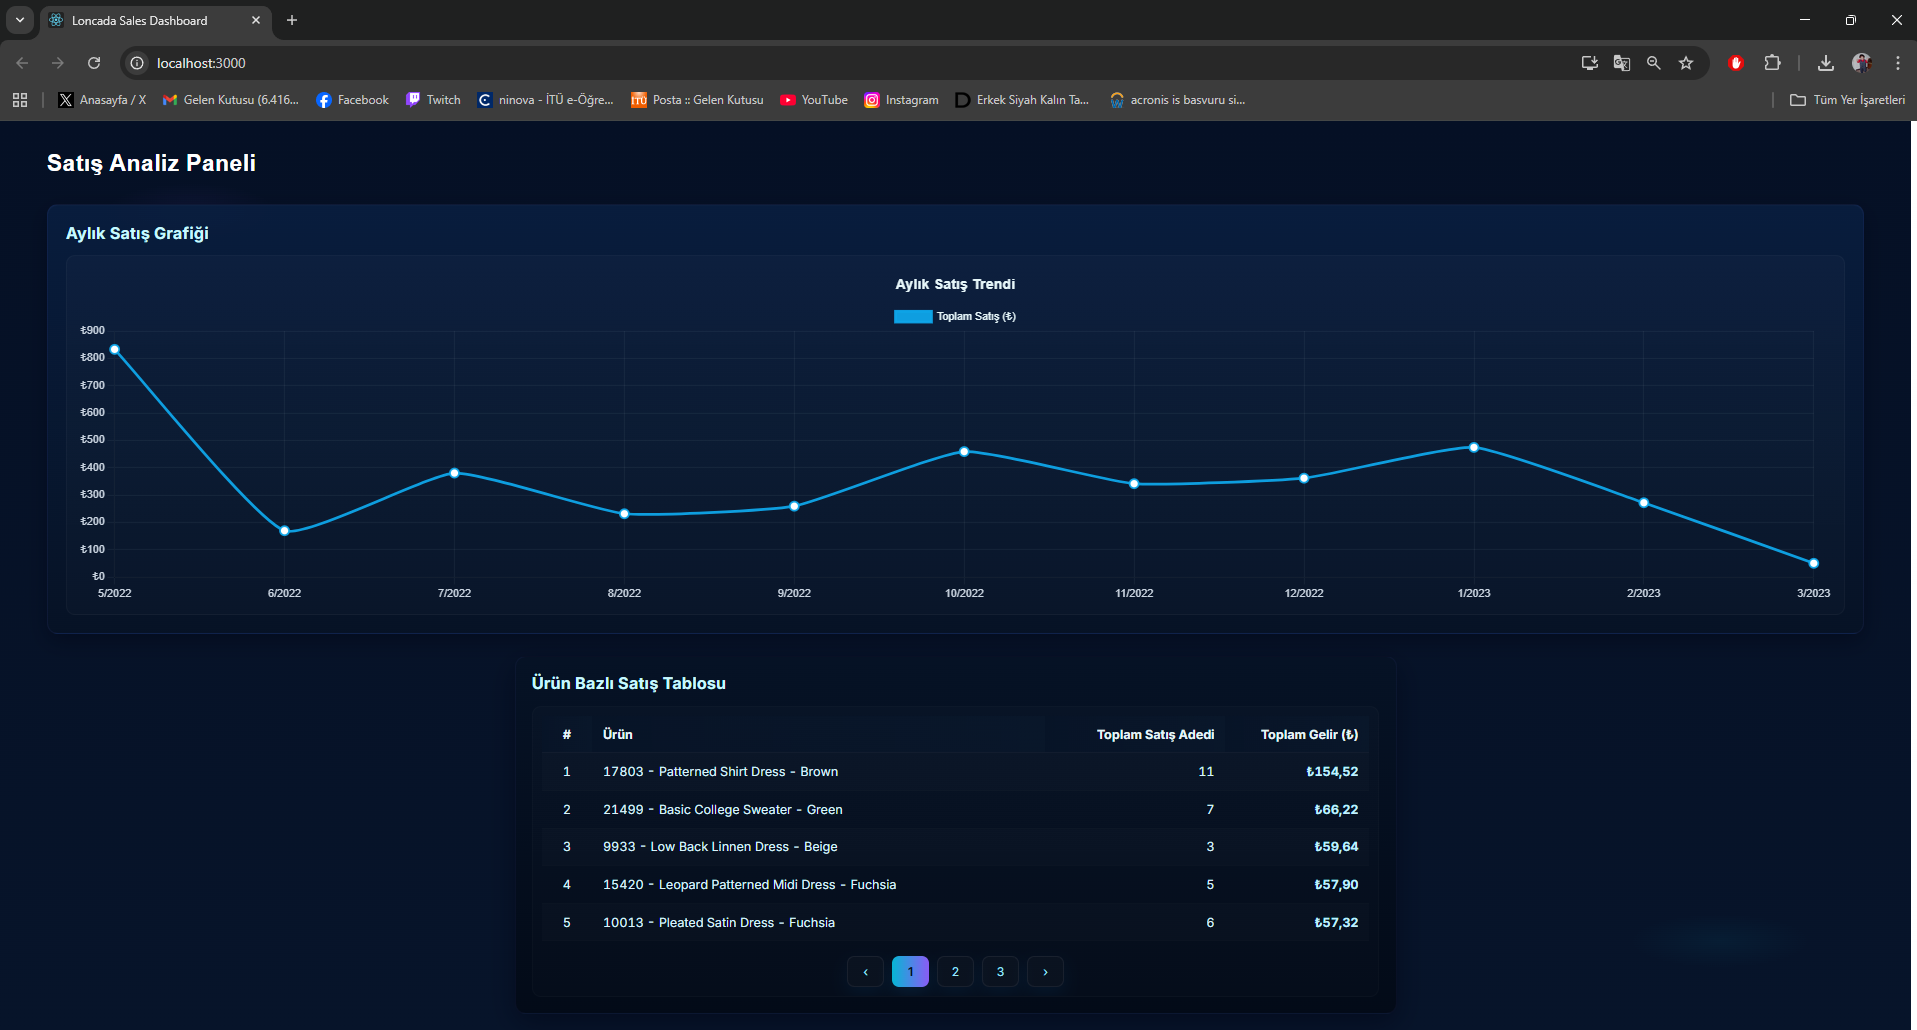 Loncada Sales Dashboard
localhost:3000
Anasayfa / X
Gelen Kutusu (6.416...
Facebook
Twitch
ninova - İTÜ e-Öğre...
Posta :: Gelen Kutusu
YouTube
Instagram
Erkek Siyah Kalın Ta...
acronis is basvuru si...
Tüm Yer İşaretleri
Satış Analiz Paneli
Aylık Satış Grafiği
Aylık Satış Trendi
Toplam Satış (₺)
₺900
₺800
₺700
₺600
₺500
₺400
₺300
₺200
₺100
₺0
5/2022 6/2022 7/2022 8/2022 9/2022 10/2022 11/2022 12/2022 1/2023 2/2023 3/2023
Ürün Bazlı Satış Tablosu
# Ürün Toplam Satış Adedi Toplam Gelir (₺)
1 17803 - Patterned Shirt Dress - Brown 11 ₺154,52
2 21499 - Basic College Sweater - Green 7 ₺66,22
3 9933 - Low Back Linnen Dress - Beige 3 ₺59,64
4 15420 - Leopard Patterned Midi Dress - Fuchsia 5 ₺57,90
5 10013 - Pleated Satin Dress - Fuchsia 6 ₺57,32
‹ 1 2 3 ›